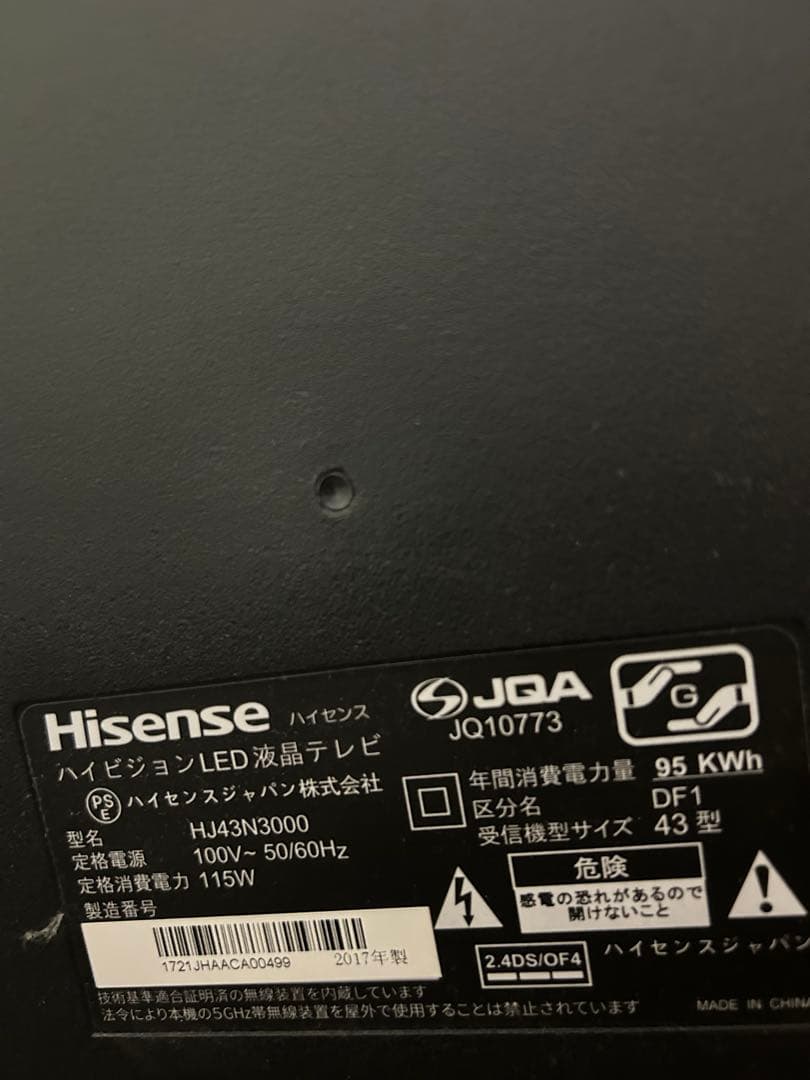 Hisense ハイセンス
ハイビジョンLED液晶テレビ
PSE ハイセンスジャパン株式会社
型名 HJ43N3000
定格電源 100V~ 50/60Hz
定格消費電力 115W
製造番号
1721JHAACA00499 2017年製
JQA
JQ10773
G
年間消費電力量 95 KWh
区分名 DF1
受信機型サイズ 43型
危険
感電の恐れがあるので
開けないこと
2.4DS/OF4
ハイセンスジャパン
技術基準適合証明済の無線装置を内蔵しています
法令により本機の5GHz帯無線装置を屋外で使用することは禁止されています
MADE IN CHINA